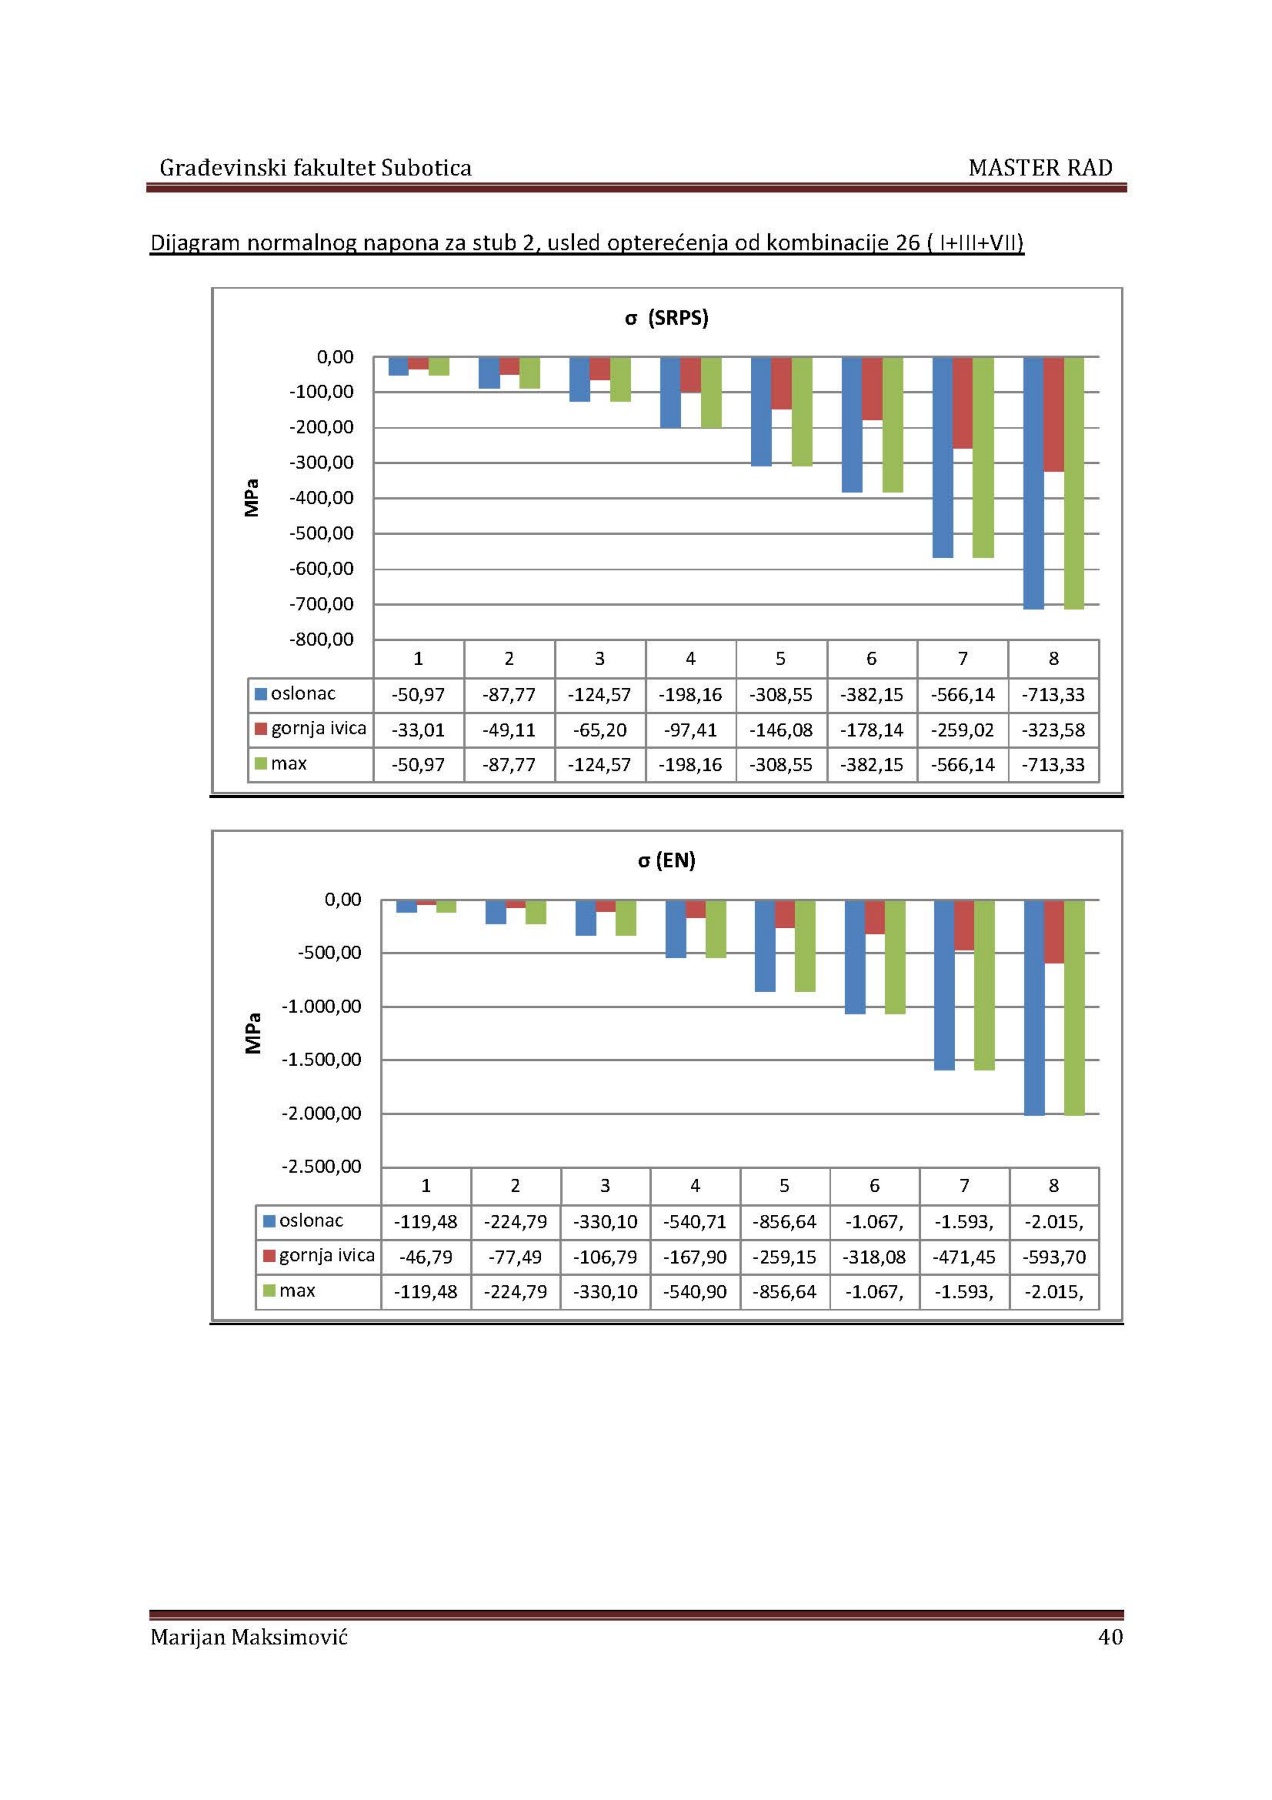 Građevinski fakultet Subotica MASTER RAD
Dijagram normalnog napona za stub 2, usled opterećenja od kombinacije 26 ( I+III+VII)
σ (SRPS)
0,00
-100,00
-200,00
-300,00
-400,00
-500,00
-600,00
-700,00
-800,00
MPa
1 2 3 4 5 6 7 8
oslonac -50,97 -87,77 -124,57 -198,16 -308,55 -382,15 -566,14 -713,33
gornja ivica -33,01 -49,11 -65,20 -97,41 -146,08 -178,14 -259,02 -323,58
max -50,97 -87,77 -124,57 -198,16 -308,55 -382,15 -566,14 -713,33
σ (EN)
0,00
-500,00
-1.000,00
-1.500,00
-2.000,00
-2.500,00
MPa
1 2 3 4 5 6 7 8
oslonac -119,48 -224,79 -330,10 -540,71 -856,64 -1.067, -1.593, -2.015,
gornja ivica -46,79 -77,49 -106,79 -167,90 -259,15 -318,08 -471,45 -593,70
max -119,48 -224,79 -330,10 -540,90 -856,64 -1.067, -1.593, -2.015,
Marijan Maksimović 40